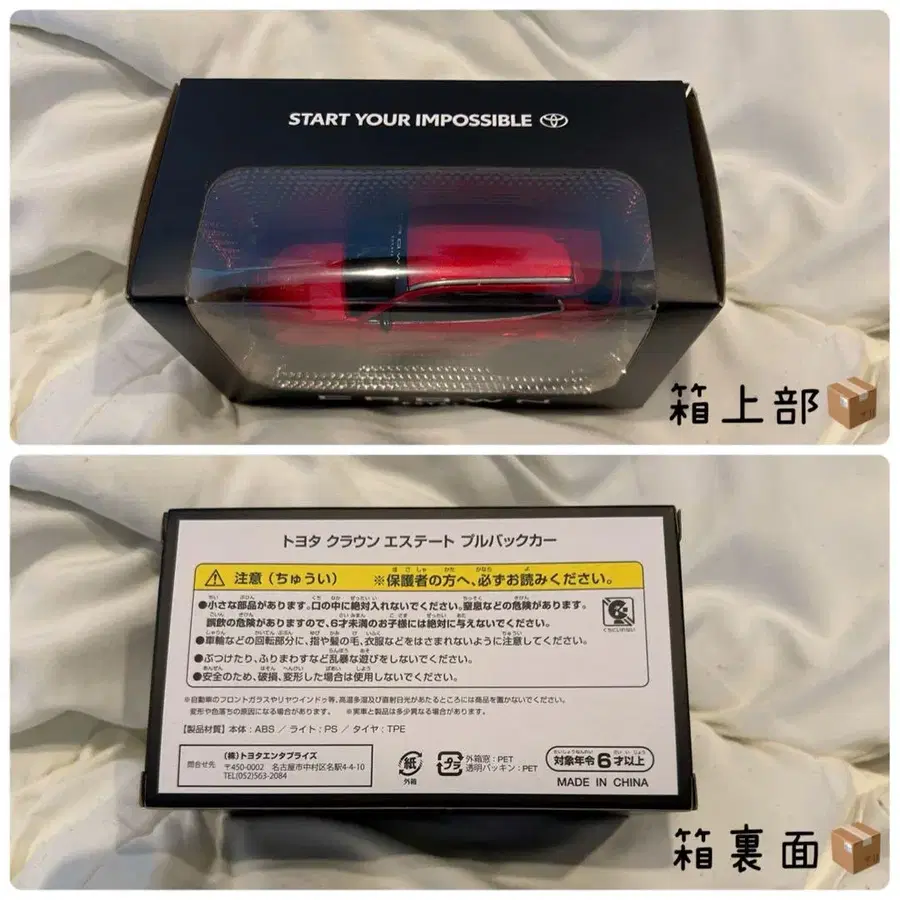 START YOUR IMPOSSIBLE
箱上部
トヨタ クラウン エステート プルバックカー
注意(ちゅうい) ※保護者の方へ、必ずお読みください。
●小さな部品があります。口の中に絶対入れないでください。窒息などの危険があります。
誤飲の危険がありますので、6才未満のお子様には絶対に与えないでください。
●車輪などの回転部分に、指や髪の毛、衣服などをはさまれないように注意してください。
●ぶつけたり、ふりまわすなど乱暴な遊びをしないでください。
●安全のため、破損、変形した場合は使用しないでください。
くちにいれない
※自動車のフロントガラスやリヤウインドゥ等、高温多湿及び直射日光があたるところには商品を置かないでください。
変形や色落ちの原因になる場合があります。 ※実車と製品は多少異なる場合があります。
【製品材質】本体:ABS / ライト:PS / タイヤ:TPE
問合せ先
(株)トヨタエンタプライズ
〒450-0002 名古屋市中村区名駅4-4-10
TEL(052)563-2084
紙
外箱
プラ
外箱窓:PET
透明パッキン:PET
対象年令6才以上
MADE IN CHINA
箱裏面